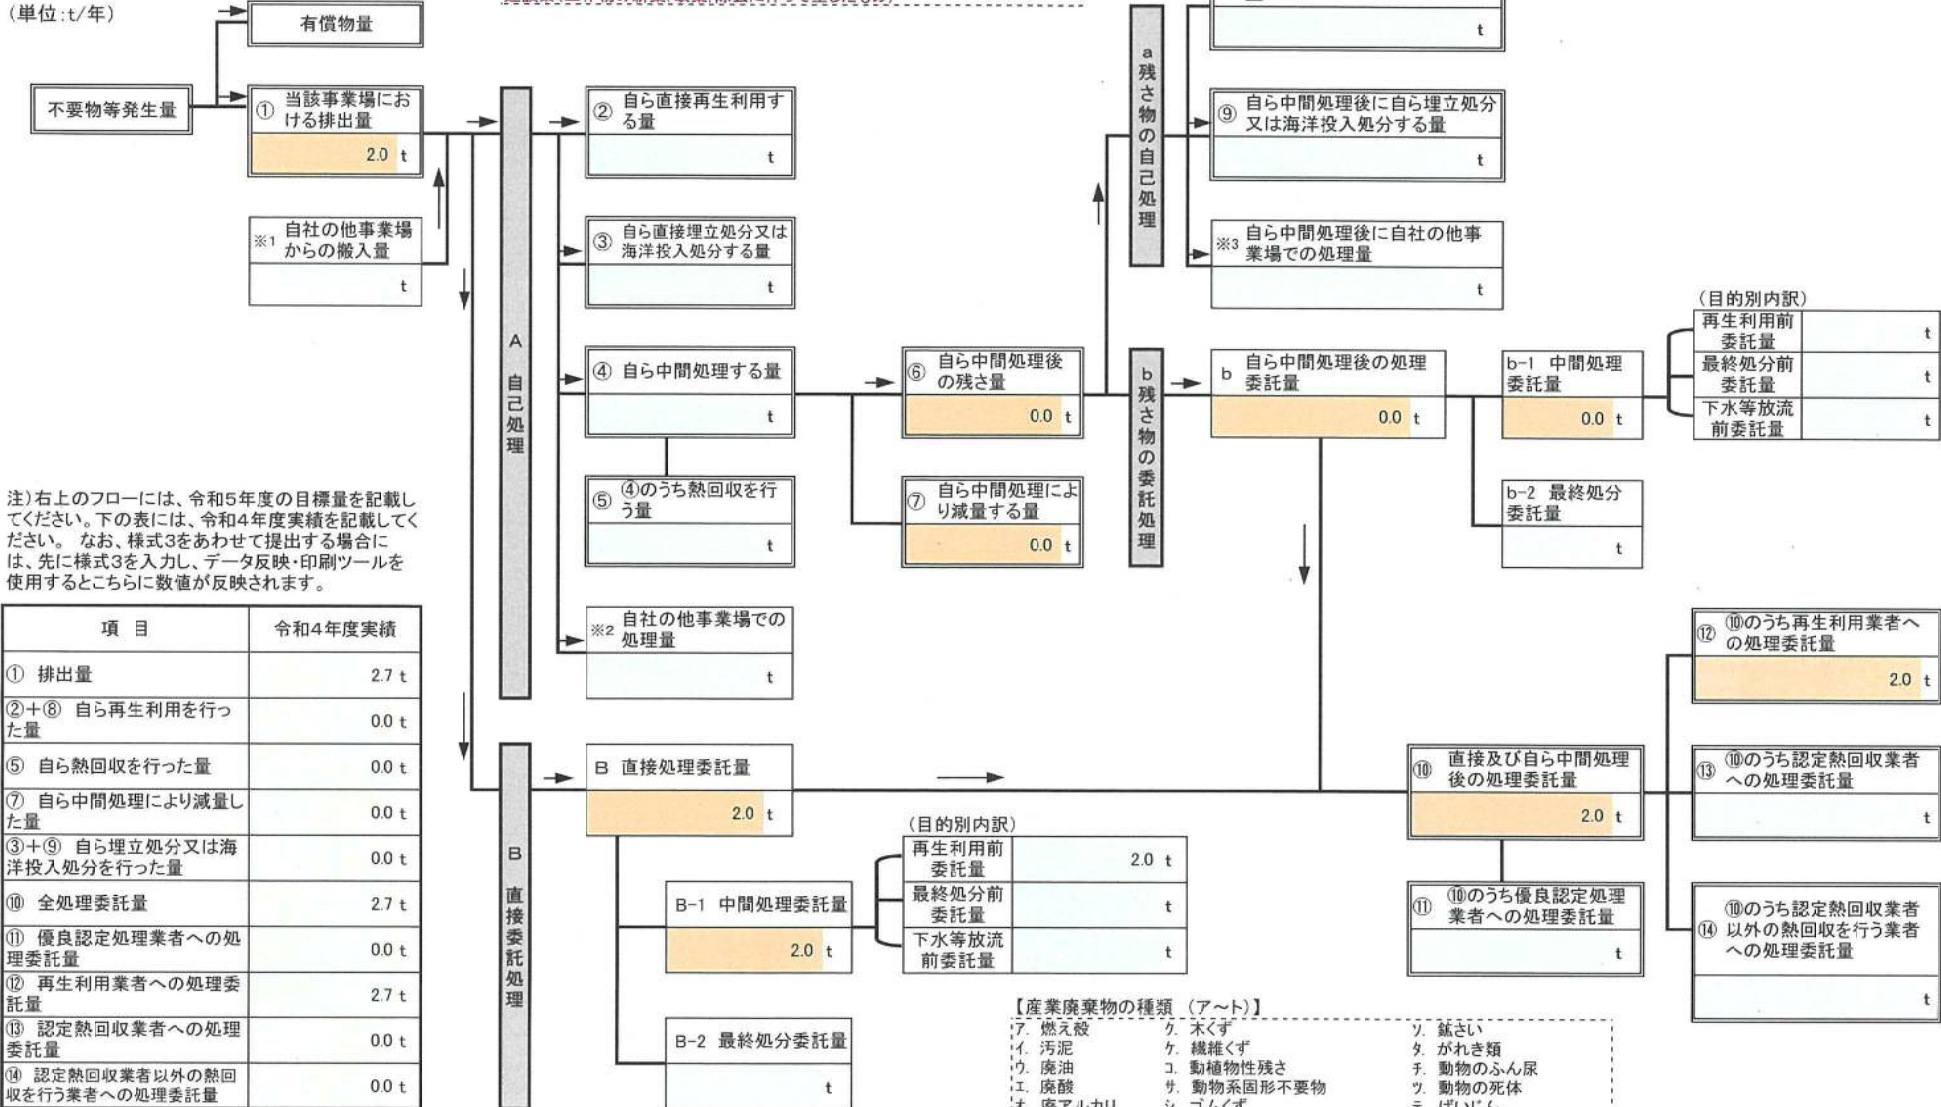 (単位:t/年)
有償物量
t
不要物等発生量
① 当該事業場にお
ける排出量
2.0 t
※1 自社の他事業場
からの搬入量
t
A 自己処理
② 自ら直接再生利用す
る量
t
③ 自ら直接埋立処分又は
海洋投入処分する量
t
④ 自ら中間処理する量
t
⑤ ④のうち熱回収を行
う量
t
※2 自社の他事業場での
処理量
t
⑥ 自ら中間処理後
の残さ量
0.0 t
⑦ 自ら中間処理によ
り減量する量
0.0 t
a 残さ物の自己処理
t
⑨ 自ら中間処理後に自ら埋立処分
又は海洋投入処分する量
t
※3 自ら中間処理後に自社の他事
業場での処理量
t
b 残さ物の委託処理
b 自ら中間処理後の処理
委託量
0.0 t
b-1 中間処理
委託量
0.0 t
(目的別内訳)
再生利用前
委託量 t
最終処分前
委託量 t
下水等放流
前委託量 t
b-2 最終処分
委託量
t
注)右上のフローには、令和5年度の目標量を記載し
てください。下の表には、令和4年度実績を記載してく
ださい。 なお、様式3をあわせて提出する場合に
は、先に様式3を入力し、データ反映・印刷ツールを
使用するとこちらに数値が反映されます。
項 目 令和4年度実績
① 排出量 2.7 t
②+⑧ 自ら再生利用を行っ
た量 0.0 t
⑤ 自ら熱回収を行った量 0.0 t
⑦ 自ら中間処理により減量し
た量 0.0 t
③+⑨ 自ら埋立処分又は海
洋投入処分を行った量 0.0 t
⑩ 全処理委託量 2.7 t
⑪ 優良認定処理業者への処
理委託量 0.0 t
⑫ 再生利用業者への処理委
託量 2.7 t
⑬ 認定熱回収業者への処理
委託量 0.0 t
⑭ 認定熱回収業者以外の熱回
収を行う業者への処理委託量 0.0 t
B 直接委託処理
B 直接処理委託量
2.0 t
B-1 中間処理委託量
2.0 t
(目的別内訳)
再生利用前
委託量 2.0 t
最終処分前
委託量 t
下水等放流
前委託量 t
B-2 最終処分委託量
t
⑩ 直接及び自ら中間処理
後の処理委託量
2.0 t
⑪ ⑩のうち優良認定処理
業者への処理委託量
t
⑫ ⑩のうち再生利用業者へ
の処理委託量
2.0 t
⑬ ⑩のうち認定熱回収業者
への処理委託量
t
⑭ ⑩のうち認定熱回収業者
以外の熱回収を行う業者
への処理委託量
t
【産業廃棄物の種類 (ア~ト)】
ア. 燃え殻 ク. 木くず ソ. 鉱さい
イ. 汚泥 ケ. 繊維くず タ. がれき類
ウ. 廃油 コ. 動植物性残さ チ. 動物のふん尿
エ. 廃酸 サ. 動物系固形不要物 ツ. 動物の死体
オ. 廃アルカリ シ. ゴムくず テ. ばいじん